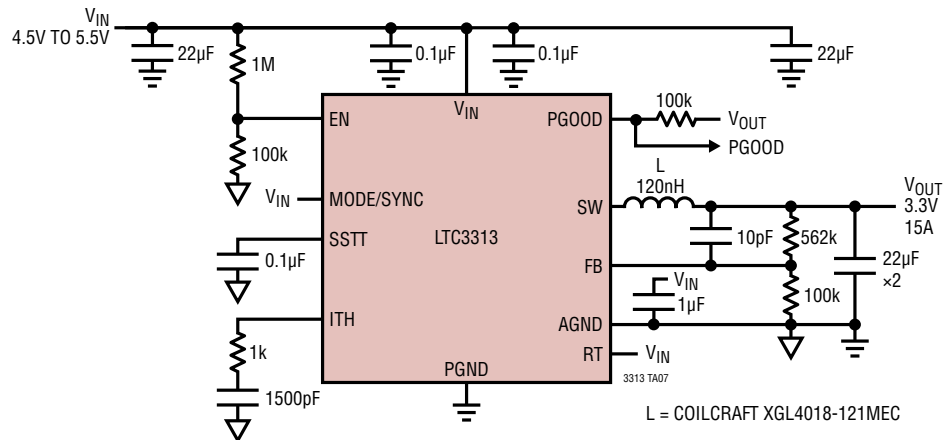 VIN
4.5V TO 5.5V
22µF
1M
0.1µF
0.1µF
22µF
100k
EN
VIN
PGOOD
100k
VOUT
PGOOD
VIN
MODE/SYNC
SSTT
0.1µF
LTC3313
L
120nH
SW
VOUT
3.3V
15A
10pF
562k
22µF
×2
FB
VIN
1µF
100k
AGND
ITH
1k
1500pF
RT
VIN
PGND
3313 TA07
L = COILCRAFT XGL4018-121MEC